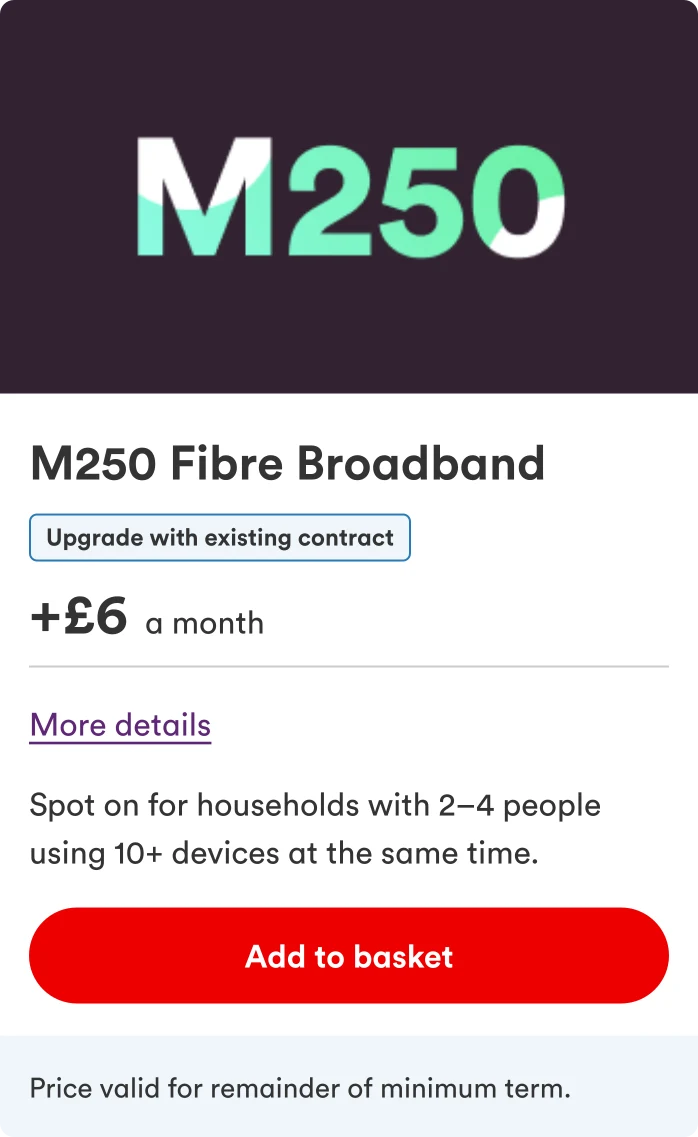 M250
M250 Fibre Broadband
Upgrade with existing contract
+£6 a month
More details
Spot on for households with 2–4 people
using 10+ devices at the same time.
Add to basket
Price valid for remainder of minimum term.